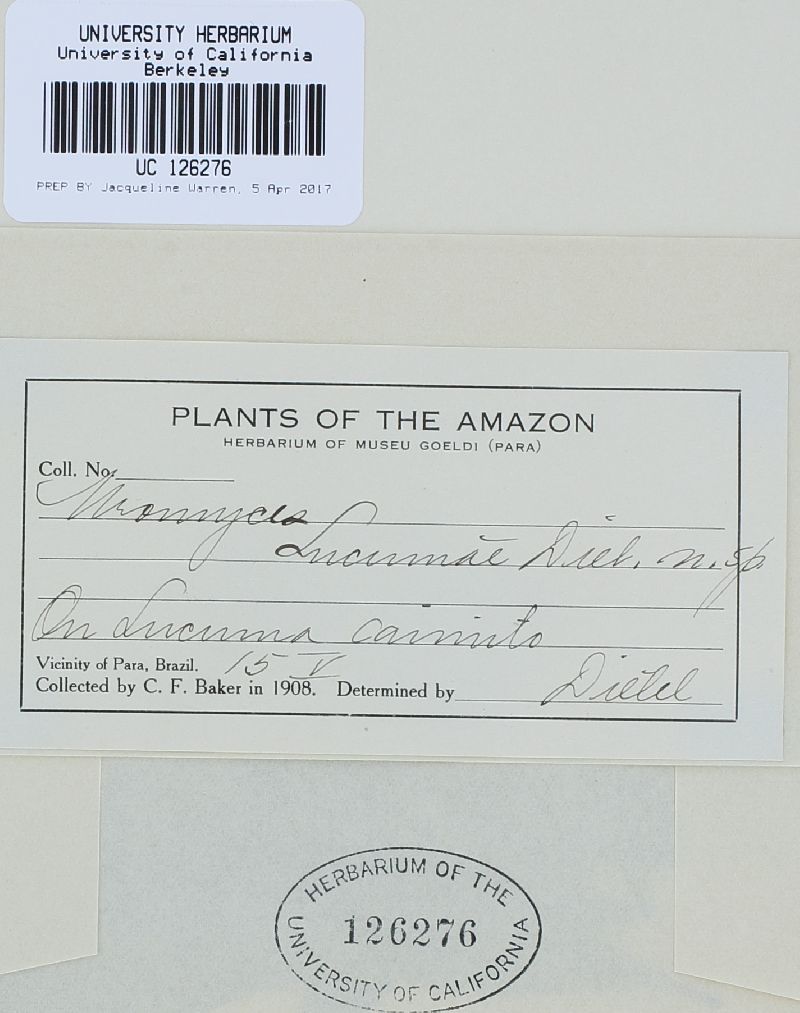 UNIVERSITY HERBARIUM
University of California
Berkeley
UC 126276
PREP BY Jacqueline Warren, 5 Apr 2017
PLANTS OF THE AMAZON
HERBARIUM OF MUSEU GOELDI (PARA)
Coll. No.
Uromyces
Lucumae Diet. n. sp.
On Lucuma caimito
Vicinity of Para, Brazil. 15 V
Collected by C. F. Baker in 1908. Determined by Dietel
HERBARIUM OF THE
126276
UNIVERSITY OF CALIFORNIA